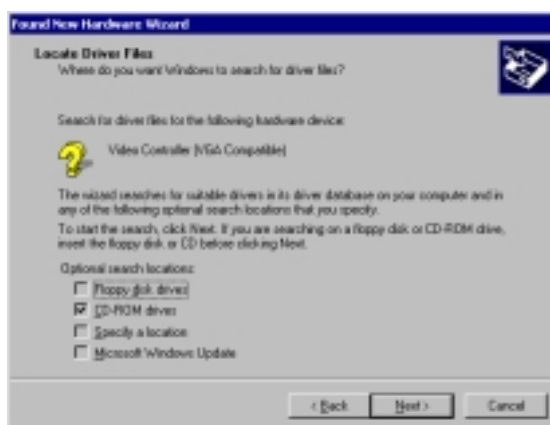 Found New Hardware Wizard
Locate Driver Files
Where do you want Windows to search for driver files?
Search for driver files for the following hardware device:
Video Controller (VGA Compatible)
The wizard searches for suitable drivers in its driver database on your computer and in
any of the following optional search locations that you specify.
To start the search, click Next. If you are searching on a floppy disk or CD-ROM drive,
insert the floppy disk or CD before clicking Next.
Optional search locations:
Floppy disk drives
CD-ROM drives
Specify a location
Microsoft Windows Update
< Back
Next >
Cancel